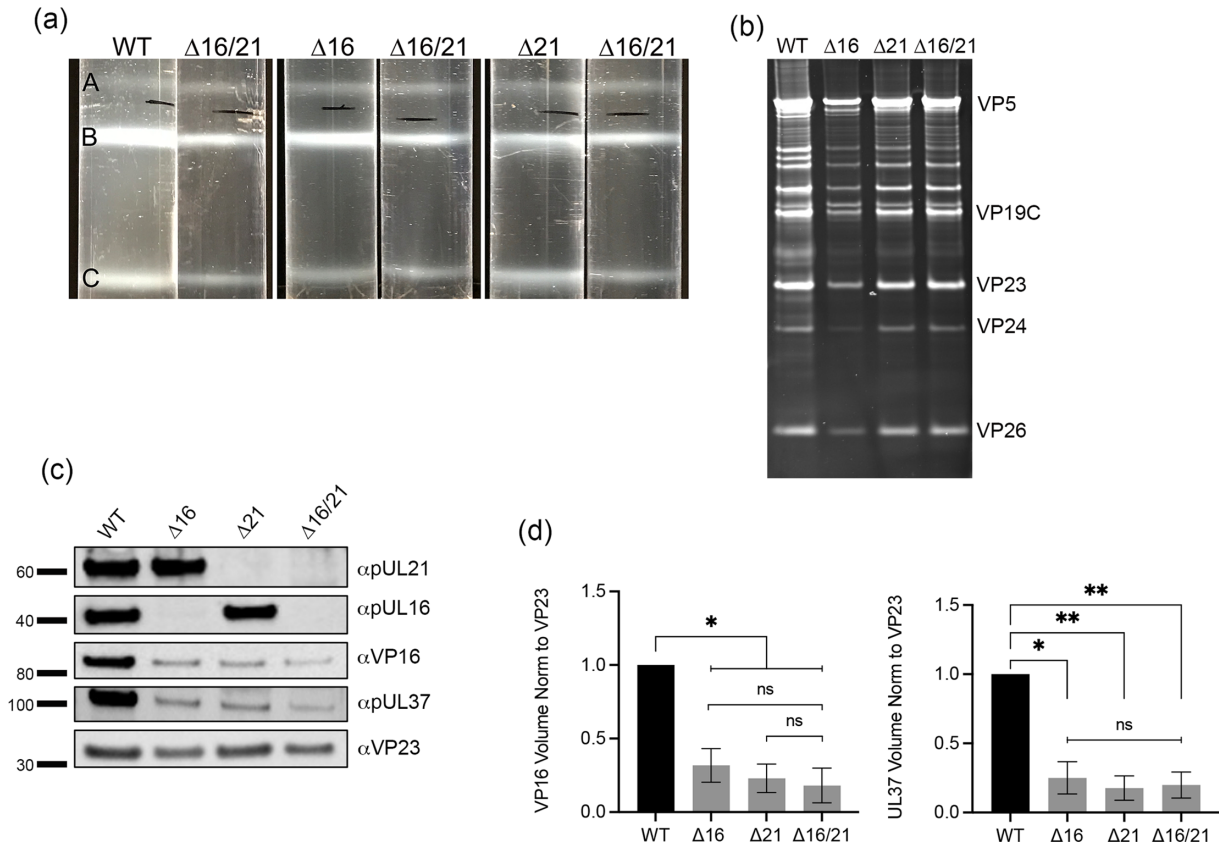 (a)
WT Δ16/21 Δ16 Δ16/21 Δ21 Δ16/21
A
B
C
(b)
WT Δ16 Δ21 Δ16/21
VP5
VP19C
VP23
VP24
VP26
(c)
WT Δ16 Δ21 Δ16/21
60 αpUL21
40 αpUL16
80 αVP16
100 αpUL37
30 αVP23
(d)
VP16 Volume Norm to VP23
1.5
1.0
0.5
0.0
*
ns
ns
WT Δ16 Δ21 Δ16/21
UL37 Volume Norm to VP23
1.5
1.0
0.5
0.0
**
**
*
ns
WT Δ16 Δ21 Δ16/21